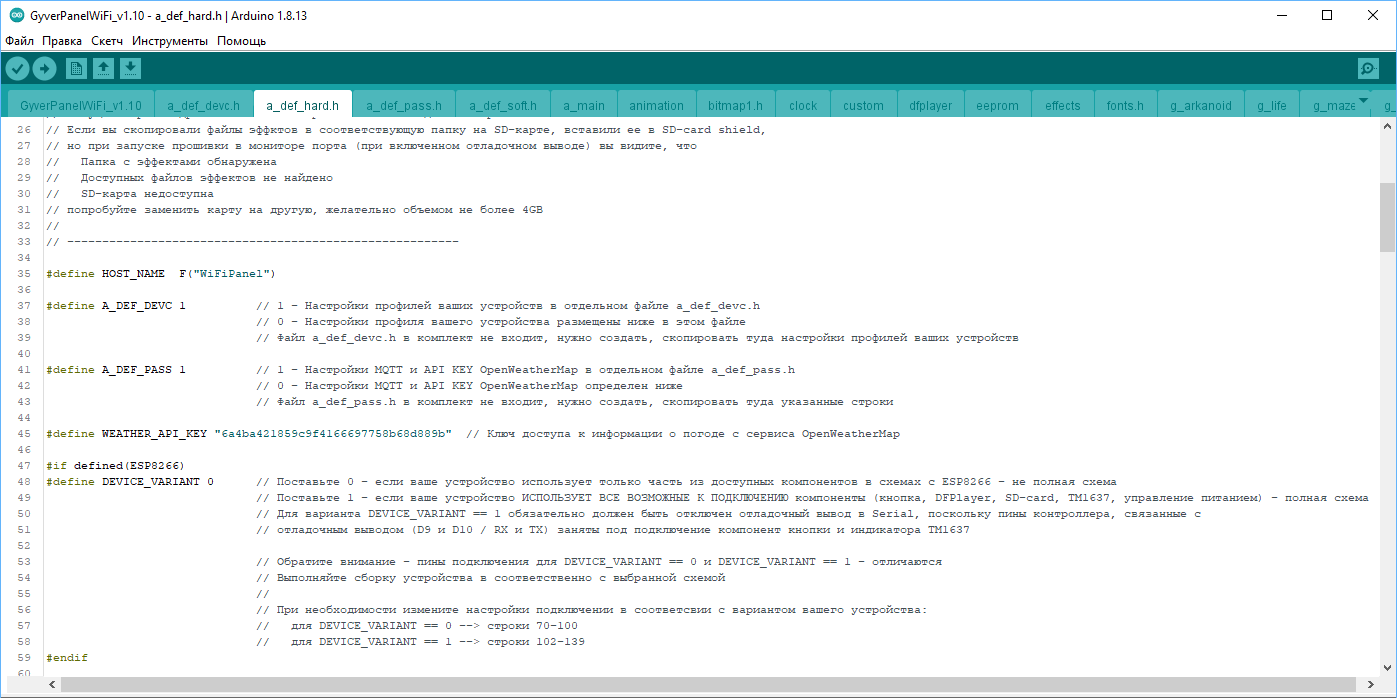 GyverPanelWiFi_v1.10 - a_def_hard.h | Arduino 1.8.13
Файл Правка Скетч Инструменты Помощь
GyverPanelWiFi_v1.10 a_def_devc.h a_def_hard.h a_def_pass.h a_def_soft.h a_main animation bitmap1.h clock custom dfplayer eeprom effects fonts.h g_arkanoid g_life g_maze g_
26 // Если вы скопировали файлы эффктов в соответствующую папку на SD-карте, вставили ее в SD-card shield,
27 // но при запуске прошивки в мониторе порта (при включенном отладочном выводе) вы видите, что
28 //   Папка с эффектами обнаружена
29 //   Доступных файлов эффектов не найдено
30 //   SD-карта недоступна
31 // попробуйте заменить карту на другую, желательно объемом не более 4GB
32 //
33 // --------------------------------------------------------
34
35 #define HOST_NAME  F("WiFiPanel")
36
37 #define A_DEF_DEVC 1          // 1 - Настройки профилей ваших устройств в отдельном файле a_def_devc.h
38                               // 0 - Настройки профиля вашего устройства размещены ниже в этом файле
39                               // Файл a_def_devc.h в комплект не входит, нужно создать, скопировать туда настройки профилей ваших устройств
40
41 #define A_DEF_PASS 1          // 1 - Настройки MQTT и API KEY OpenWeatherMap в отдельном файле a_def_pass.h
42                               // 0 - Настройки MQTT и API KEY OpenWeatherMap определен ниже
43                               // Файл a_def_pass.h в комплект не входит, нужно создать, скопировать туда указанные строки
44
45 #define WEATHER_API_KEY "6a4ba421859c9f4166697758b68d889b"  // Ключ доступа к информации о погоде с сервиса OpenWeatherMap
46
47 #if defined(ESP8266)
48 #define DEVICE_VARIANT 0      // Поставьте 0 - если ваше устройство использует только часть из доступных компонентов в схемах с ESP8266 - не полная схема
49                               // Поставьте 1 - если ваше устройство ИСПОЛЬЗУЕТ ВСЕ ВОЗМОЖНЫЕ К ПОДКЛЮЧЕНИЮ компоненты (кнопка, DFPlayer, SD-card, TM1637, управление питанием) - полная схема
50                               // Для варианта DEVICE_VARIANT == 1 обязательно должен быть отключен отладочный вывод в Serial, поскольку пины контроллера, связанные с
51                               // отладочным выводом (D9 и D10 / RX и TX) заняты под подключение компонент кнопки и индикатора TM1637
52
53                               // Обратите внимание - пины подключения для DEVICE_VARIANT == 0 и DEVICE_VARIANT == 1 - отличаются
54                               // Выполняйте сборку устройства в соответственно с выбранной схемой
55                               //
56                               // При необходимости измените настройки подключении в соответсвии с вариантом вашего устройства:
57                               //   для DEVICE_VARIANT == 0 --> строки 70-100
58                               //   для DEVICE_VARIANT == 1 --> строки 102-139
59 #endif
60